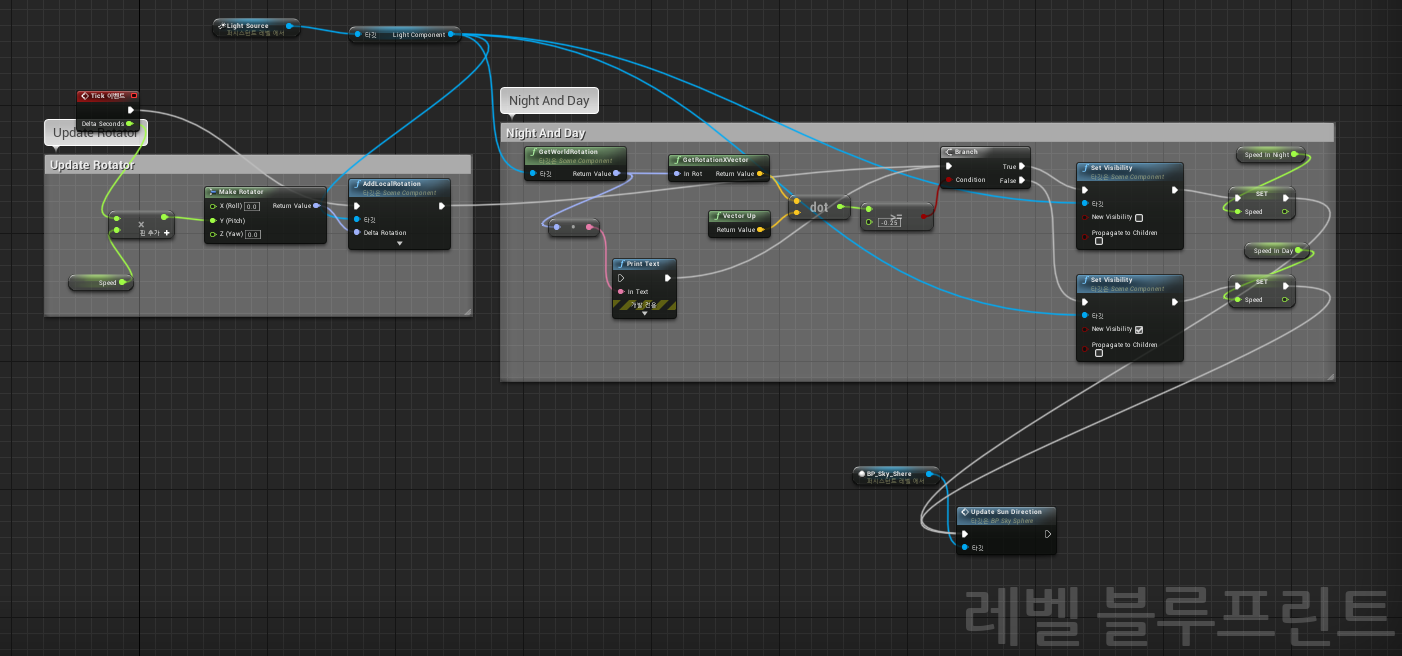 Light Source
퍼시스턴트 레벨 에서
타깃 Light Component
Tick 이벤트
Delta Seconds
Update Rotator
Update Rotator
x
핀 추가 +
Speed
Make Rotator
X (Roll) 0.0
Return Value
Y (Pitch)
Z (Yaw) 0.0
AddLocalRotation
타깃은 Scene Component
타깃
Delta Rotation
Night And Day
Night And Day
GetWorldRotation
타깃은 Scene Component
타깃 Return Value
GetRotationXVector
In Rot Return Value
Vector Up
Return Value
dot
>=
-0.25
Print Text
In Text
개발 전용
Branch
True
Condition False
Set Visibility
타깃은 Scene Component
타깃
New Visibility
Propagate to Children
Set Visibility
타깃은 Scene Component
타깃
New Visibility
Propagate to Children
Speed In Night
SET
Speed
Speed In Day
SET
Speed
BP_Sky_Shere
퍼시스턴트 레벨 에서
Update Sun Direction
타깃은 BP Sky Sphere
타깃
레벨 블루프린트